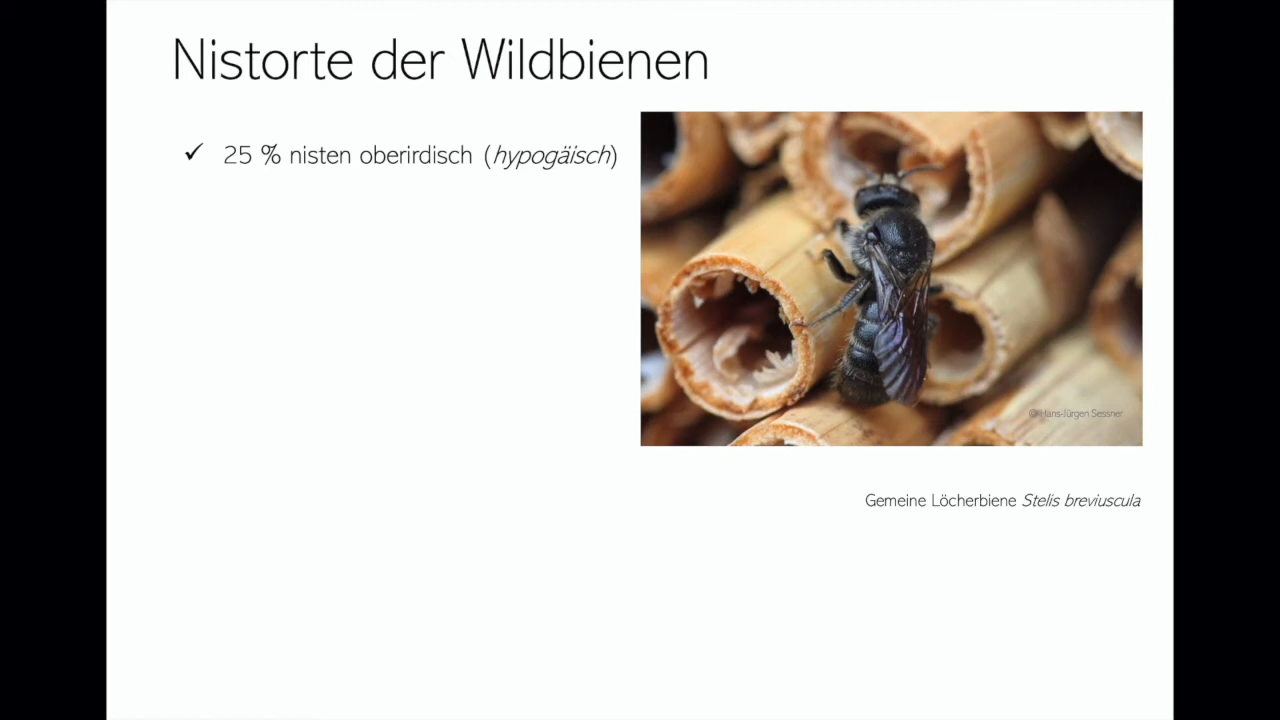 Nistorte der Wildbienen
✓ 25 % nisten oberirdisch (hypogäisch)
© Hans-Jürgen Sessner
Gemeine Löcherbiene Stelis breviuscula